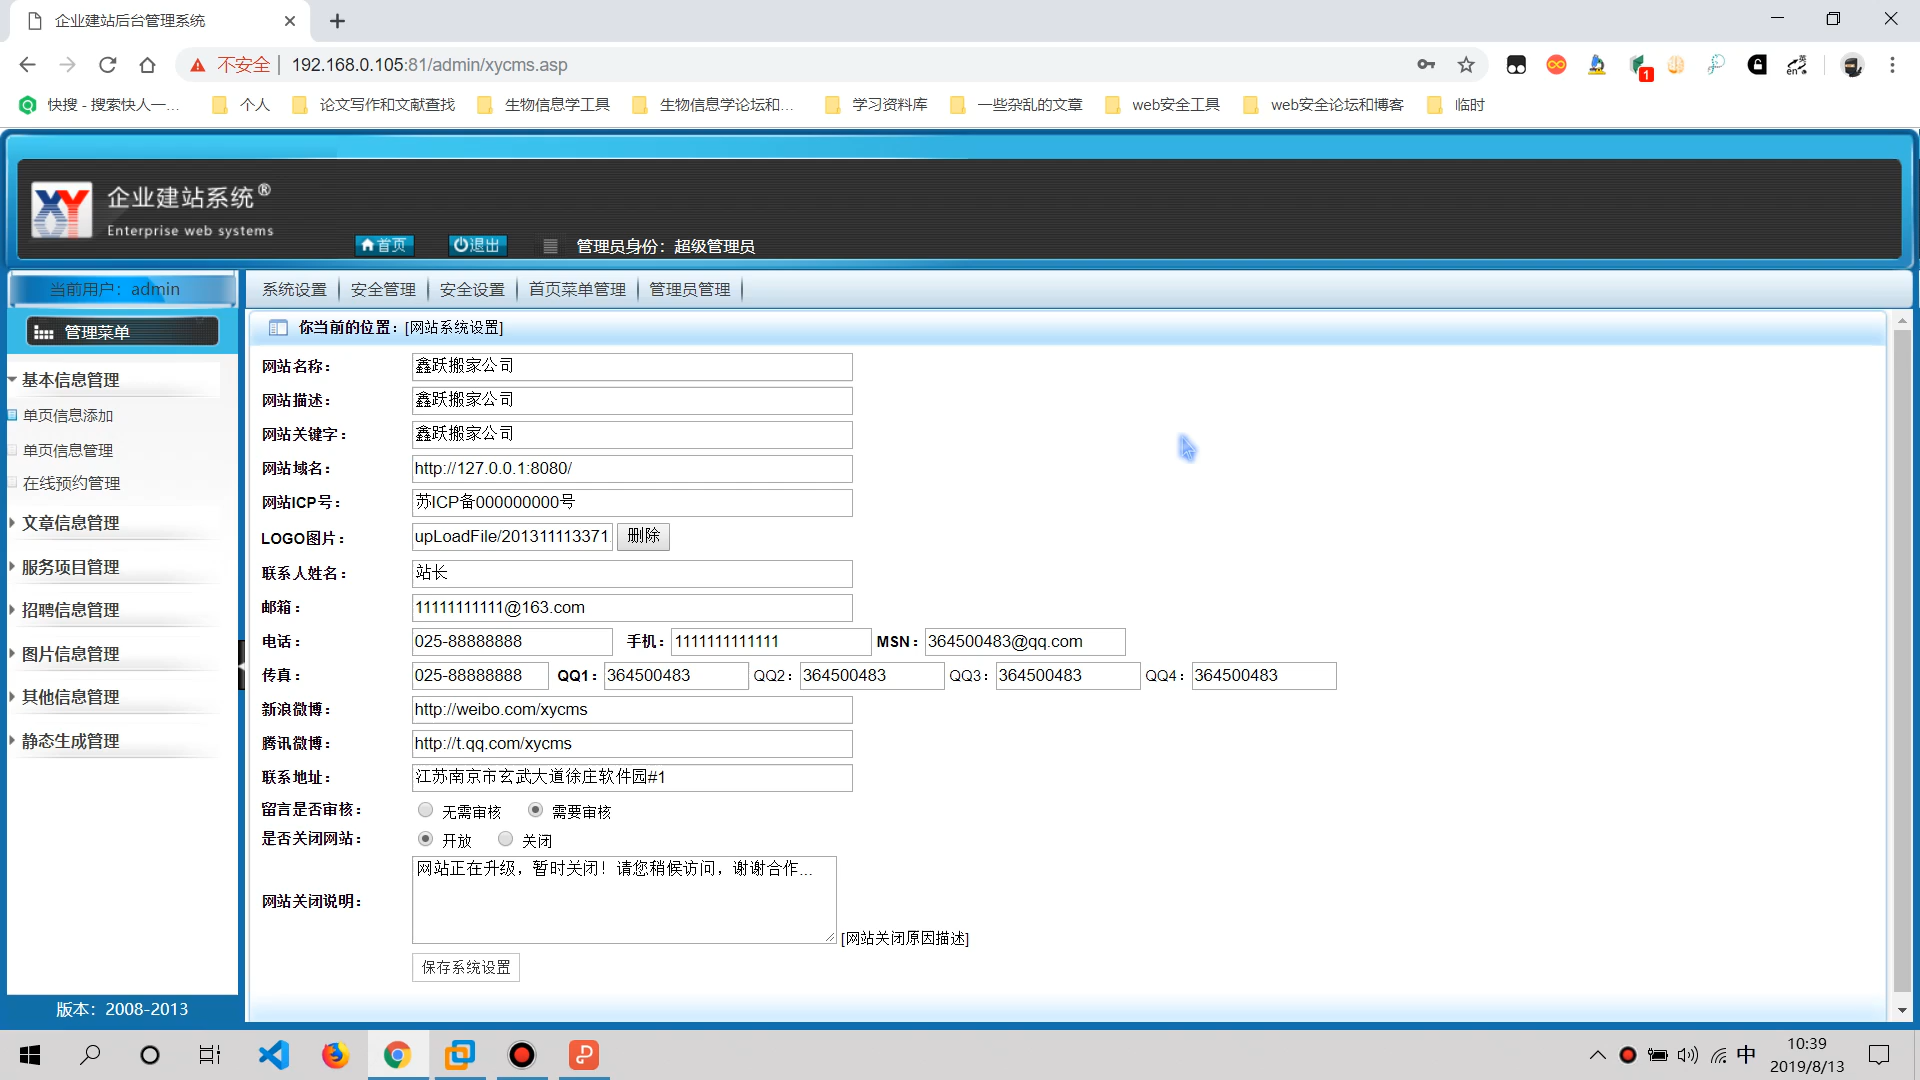 企业建站后台管理系统
不安全 192.168.0.105:81/admin/xycms.asp
1
en 英
快搜 - 搜索快人一… 个人 论文写作和文献查找 生物信息学工具 生物信息学论坛和… 学习资料库 一些杂乱的文章 web安全工具 web安全论坛和博客 临时
XY 企业建站系统®
Enterprise web systems
首页 退出 管理员身份：超级管理员
当前用户：admin
系统设置 安全管理 安全设置 首页菜单管理 管理员管理
管理菜单
基本信息管理
单页信息添加
单页信息管理
在线预约管理
文章信息管理
服务项目管理
招聘信息管理
图片信息管理
其他信息管理
静态生成管理
版本：2008-2013
你当前的位置：[网站系统设置]
网站名称： 鑫跃搬家公司
网站描述： 鑫跃搬家公司
网站关键字： 鑫跃搬家公司
网站域名： http://127.0.0.1:8080/
网站ICP号： 苏ICP备000000000号
LOGO图片： upLoadFile/201311113371 删除
联系人姓名： 站长
邮箱： 11111111111@163.com
电话： 025-88888888 手机：1111111111111 MSN：364500483@qq.com
传真： 025-88888888 QQ1：364500483 QQ2：364500483 QQ3：364500483 QQ4：364500483
新浪微博： http://weibo.com/xycms
腾讯微博： http://t.qq.com/xycms
联系地址： 江苏南京市玄武大道徐庄软件园#1
留言是否审核： 无需审核 需要审核
是否关闭网站： 开放 关闭
网站关闭说明： 网站正在升级，暂时关闭！请您稍候访问，谢谢合作...
[网站关闭原因描述]
保存系统设置
中
10:39
2019/8/13